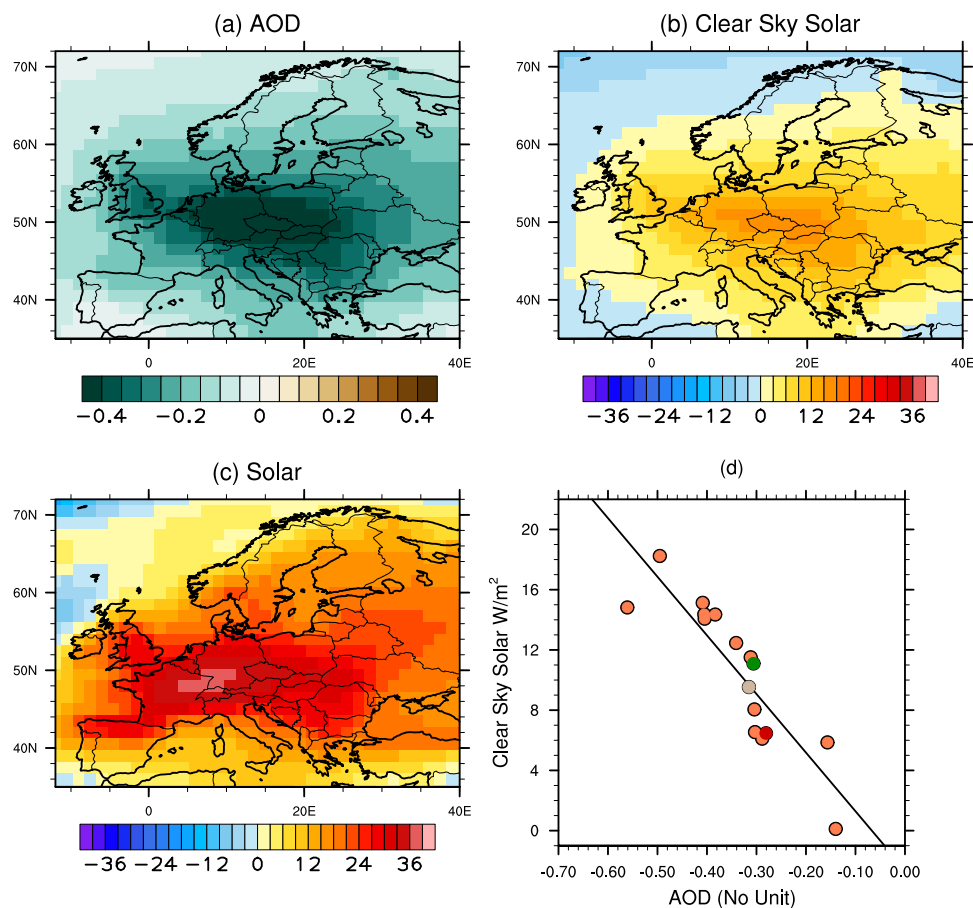 (a) AOD
70N
60N
50N
40N
0 20E 40E
−0.4 −0.2 0 0.2 0.4
(b) Clear Sky Solar
70N
60N
50N
40N
0 20E 40E
−36 −24 −12 0 12 24 36
(c) Solar
70N
60N
50N
40N
0 20E 40E
−36 −24 −12 0 12 24 36
(d)
Clear Sky Solar W/m²
20
16
12
8
4
0
-0.70 -0.60 -0.50 -0.40 -0.30 -0.20 -0.10 0.00
AOD (No Unit)